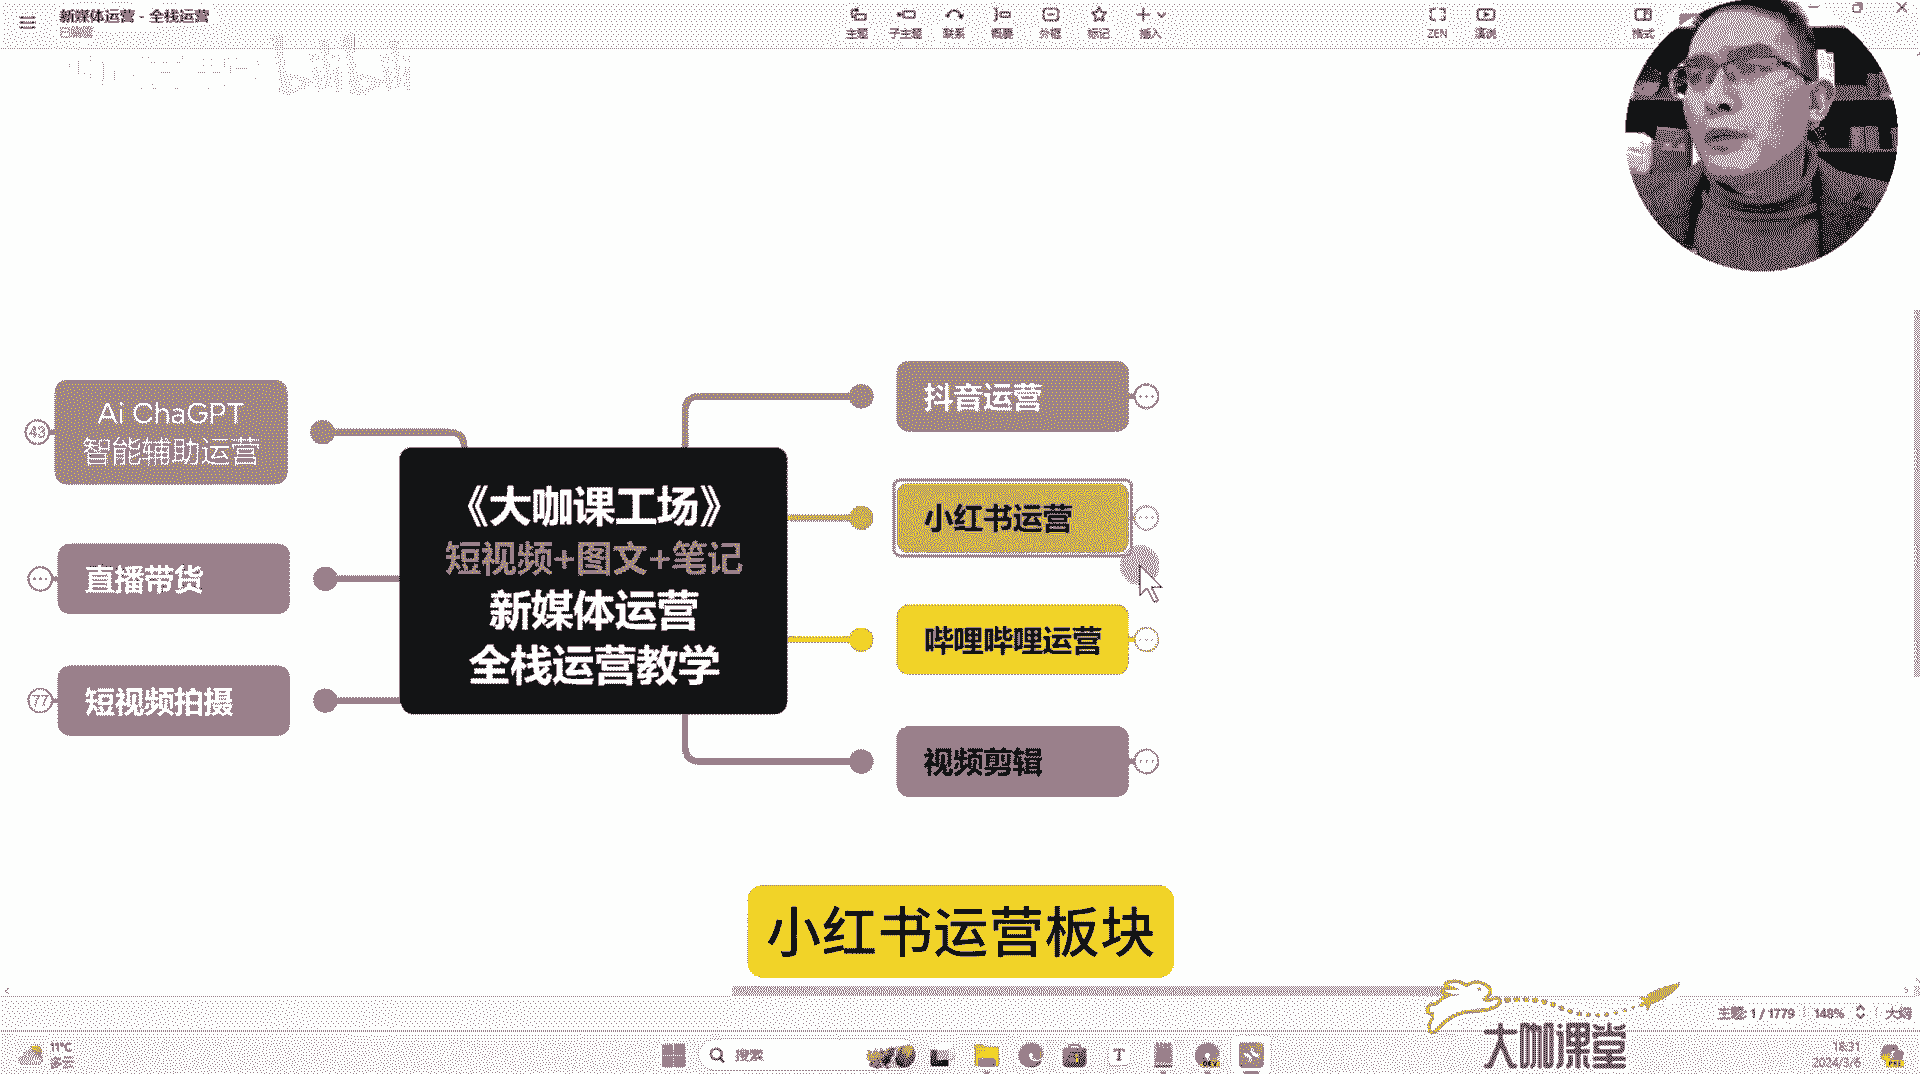 新媒体运营 - 全栈运营
已编辑
主题
子主题
联系
概要
外框
标记
插入
ZEN
演说
格式
bilibili
43
Ai ChaGPT
智能辅助运营
直播带货
77
短视频拍摄
《大咖课工场》
短视频+图文+笔记
新媒体运营
全栈运营教学
抖音运营
小红书运营
哔哩哔哩运营
视频剪辑
小红书运营板块
主题: 1 / 1779
148%
大纲
大咖课堂
11°C
多云
搜索
18:31
2024/3/6